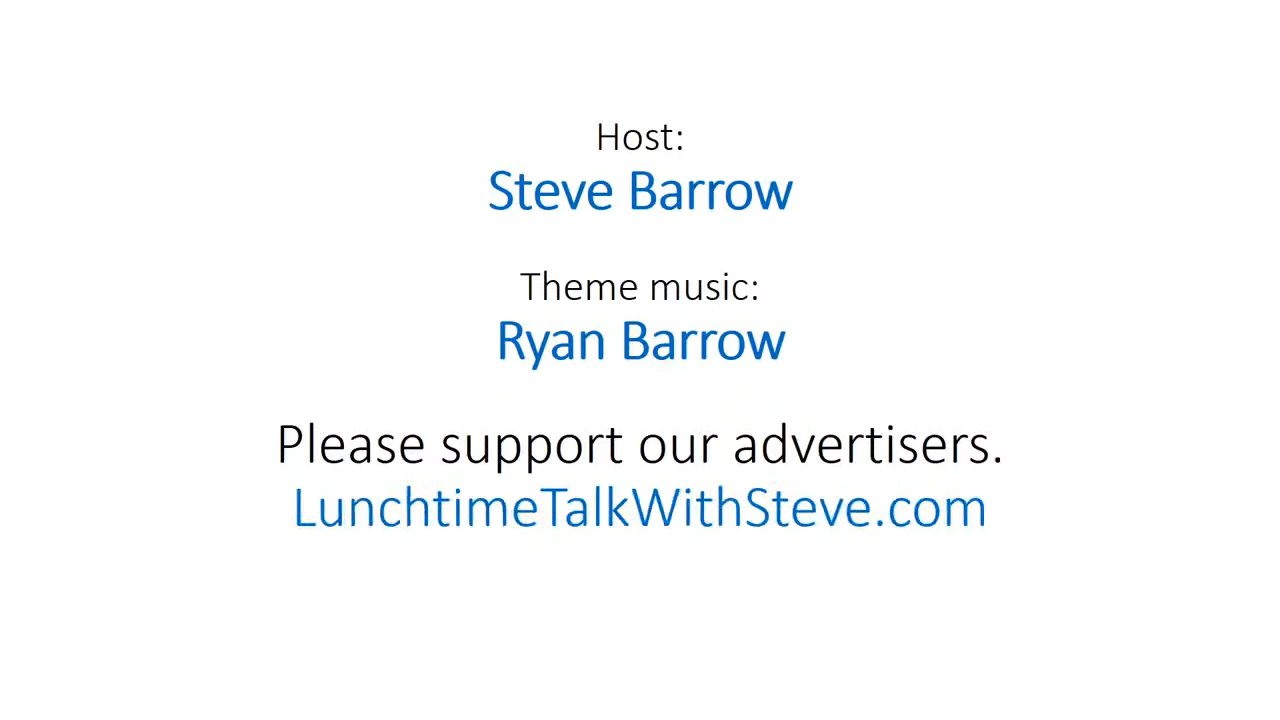 Host:
Steve Barrow
Theme music:
Ryan Barrow
Please support our advertisers.
LunchtimeTalkWithSteve.com